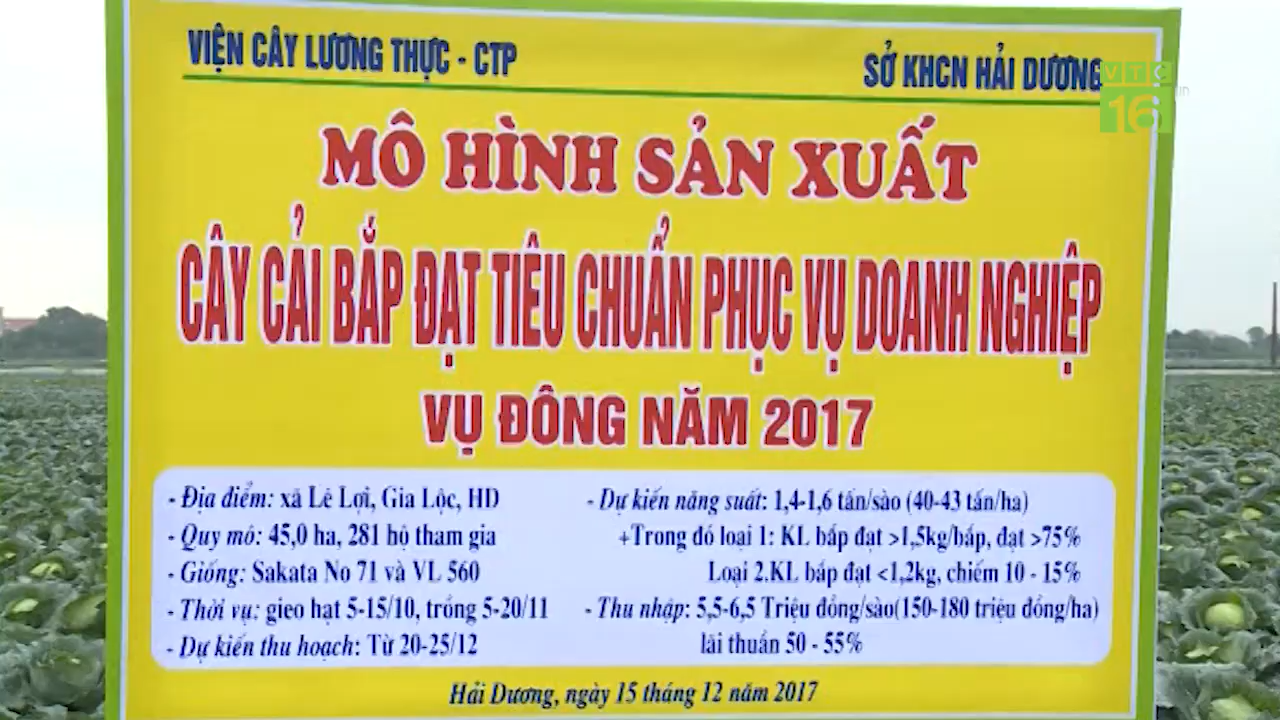 VIỆN CÂY LƯƠNG THỰC - CTP
SỞ KHCN HẢI DƯƠNG
VTC
16
MÔ HÌNH SẢN XUẤT
CÂY CẢI BẮP ĐẠT TIÊU CHUẨN PHỤC VỤ DOANH NGHIỆP
VỤ ĐÔNG NĂM 2017
- Địa điểm: xã Lê Lợi, Gia Lộc, HD
- Quy mô: 45,0 ha, 281 hộ tham gia
- Giống: Sakata No 71 và VL 560
- Thời vụ: gieo hạt 5-15/10, trồng 5-20/11
- Dự kiến thu hoạch: Từ 20-25/12
- Dự kiến năng suất: 1,4-1,6 tấn/sào (40-43 tấn/ha)
+Trong đó loại 1: KL bắp đạt >1,5kg/bắp, đạt >75%
Loại 2.KL bắp đạt <1,2kg, chiếm 10 - 15%
- Thu nhập: 5,5-6,5 Triệu đồng/sào(150-180 triệu đồng/ha)
lãi thuần 50 - 55%
Hải Dương, ngày 15 tháng 12 năm 2017